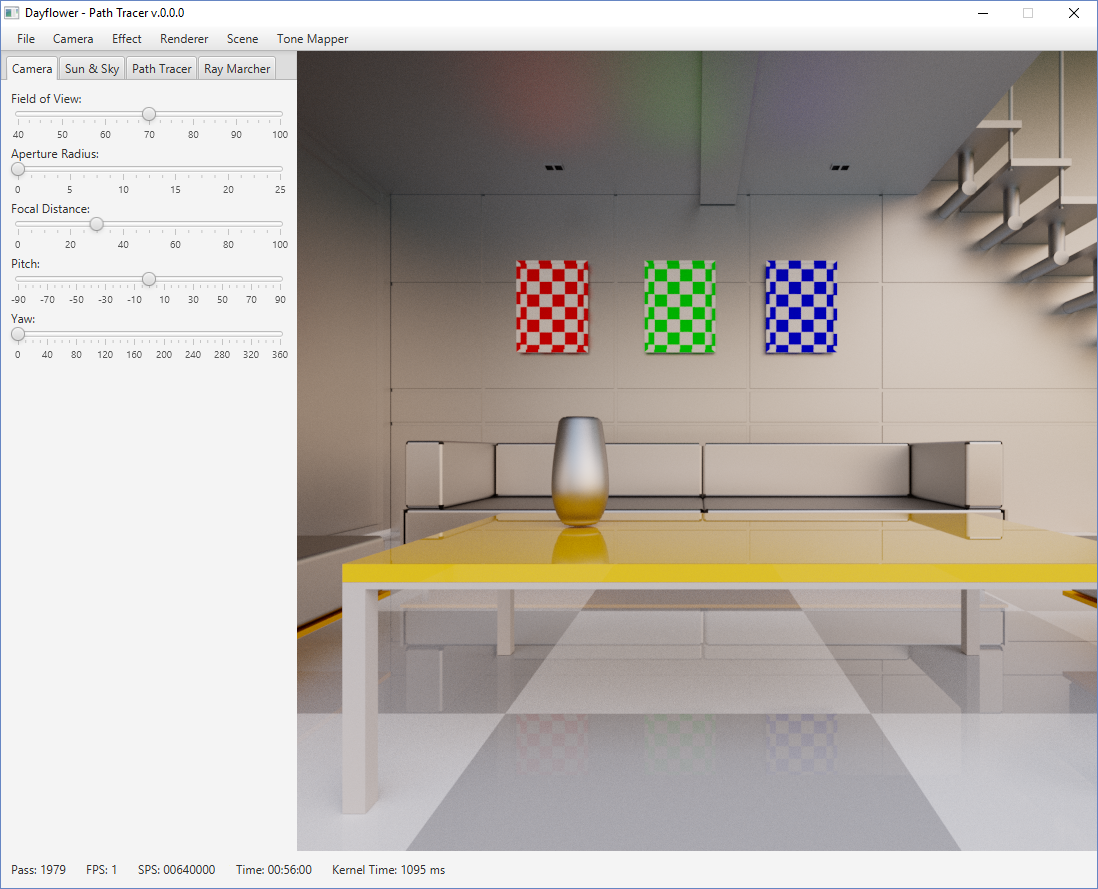 Dayflower - Path Tracer v.0.0.0
File Camera Effect Renderer Scene Tone Mapper
Camera Sun & Sky Path Tracer Ray Marcher
Field of View:
40 50 60 70 80 90 100
Aperture Radius:
0 5 10 15 20 25
Focal Distance:
0 20 40 60 80 100
Pitch:
-90 -70 -50 -30 -10 10 30 50 70 90
Yaw:
0 40 80 120 160 200 240 280 320 360
Pass: 1979 FPS: 1 SPS: 00640000 Time: 00:56:00 Kernel Time: 1095 ms